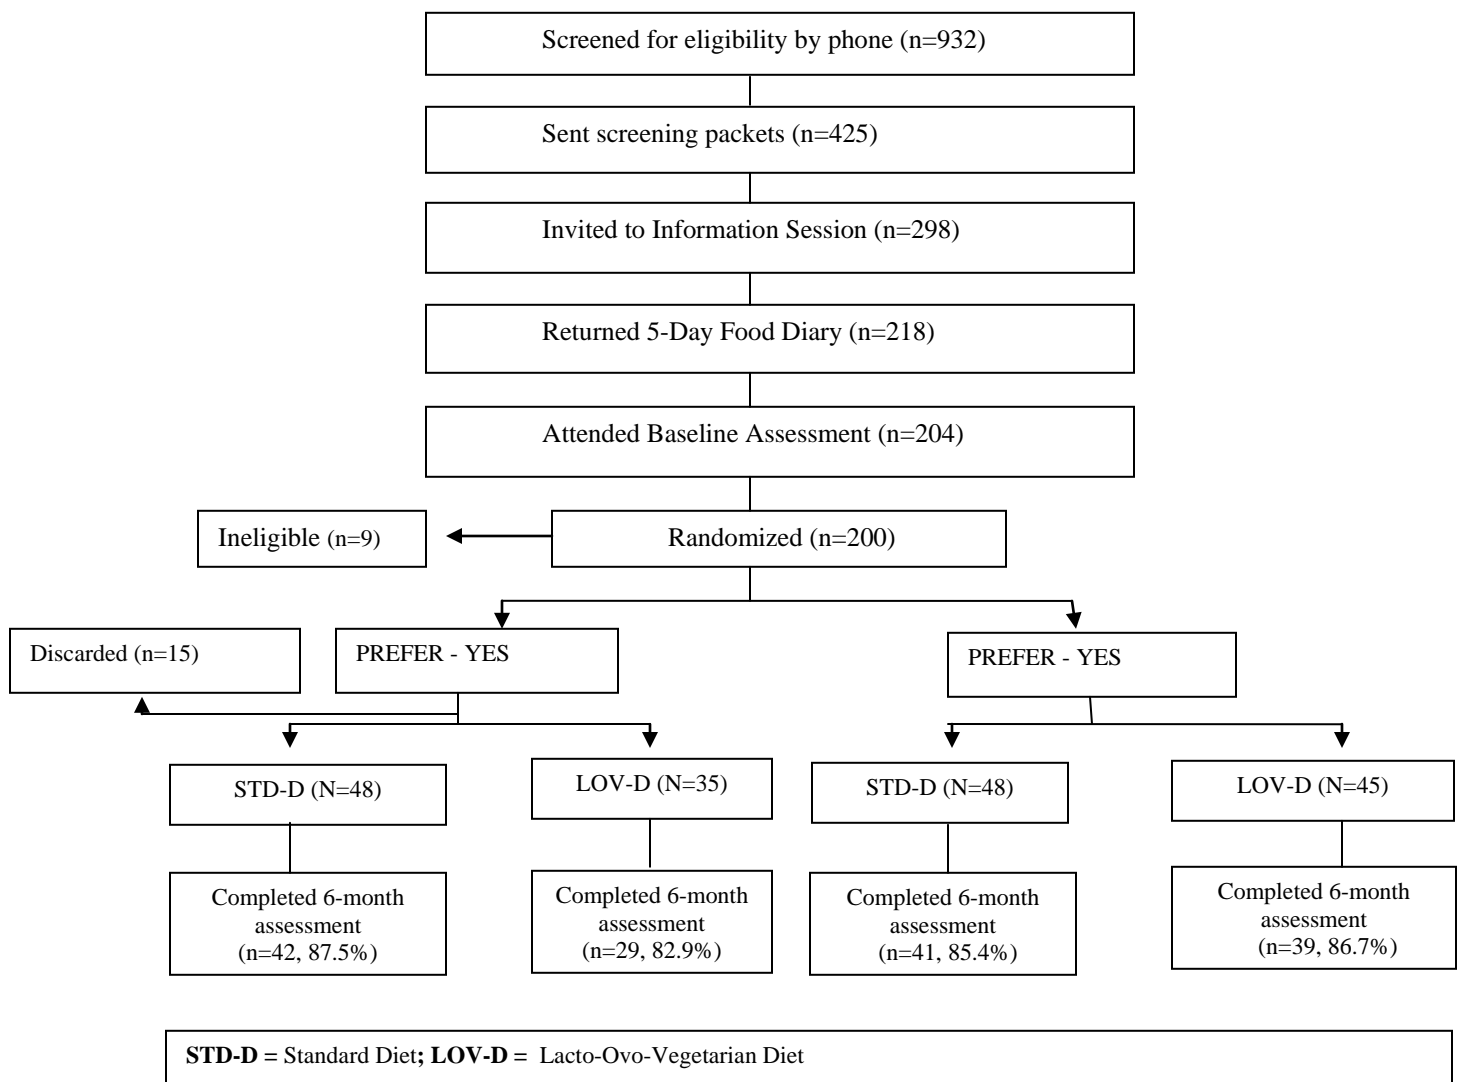 Screened for eligibility by phone (n=932)
Sent screening packets (n=425)
Invited to Information Session (n=298)
Returned 5-Day Food Diary (n=218)
Attended Baseline Assessment (n=204)
Ineligible (n=9)
Randomized (n=200)
Discarded (n=15)
PREFER - YES
PREFER - YES
STD-D (N=48)
LOV-D (N=35)
STD-D (N=48)
LOV-D (N=45)
Completed 6-month
assessment
(n=42, 87.5%)
Completed 6-month
assessment
(n=29, 82.9%)
Completed 6-month
assessment
(n=41, 85.4%)
Completed 6-month
assessment
(n=39, 86.7%)
STD-D = Standard Diet; LOV-D = Lacto-Ovo-Vegetarian Diet